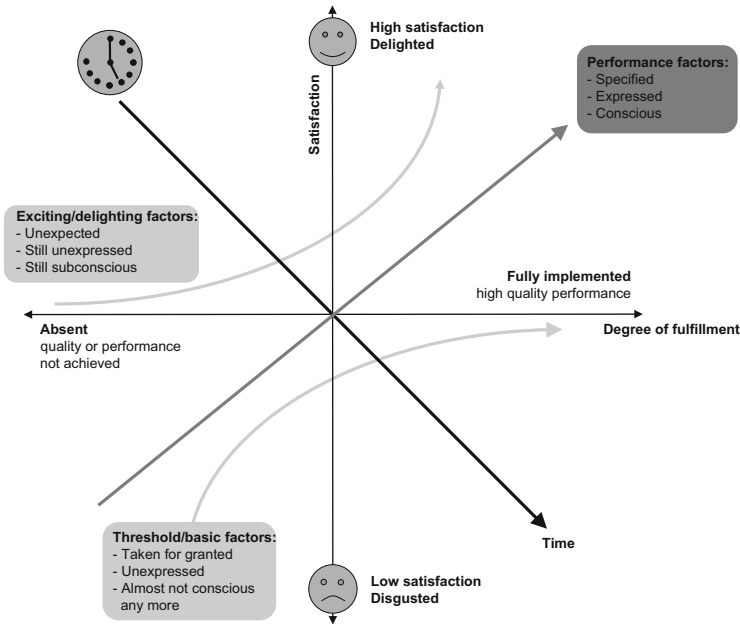 High satisfaction
Delighted
Satisfaction
Performance factors:
- Specified
- Expressed
- Conscious
Exciting/delighting factors:
- Unexpected
- Still unexpressed
- Still subconscious
Fully implemented
high quality performance
Absent
quality or performance
not achieved
Degree of fulfillment
Threshold/basic factors:
- Taken for granted
- Unexpressed
- Almost not conscious
any more
Time
Low satisfaction
Disgusted